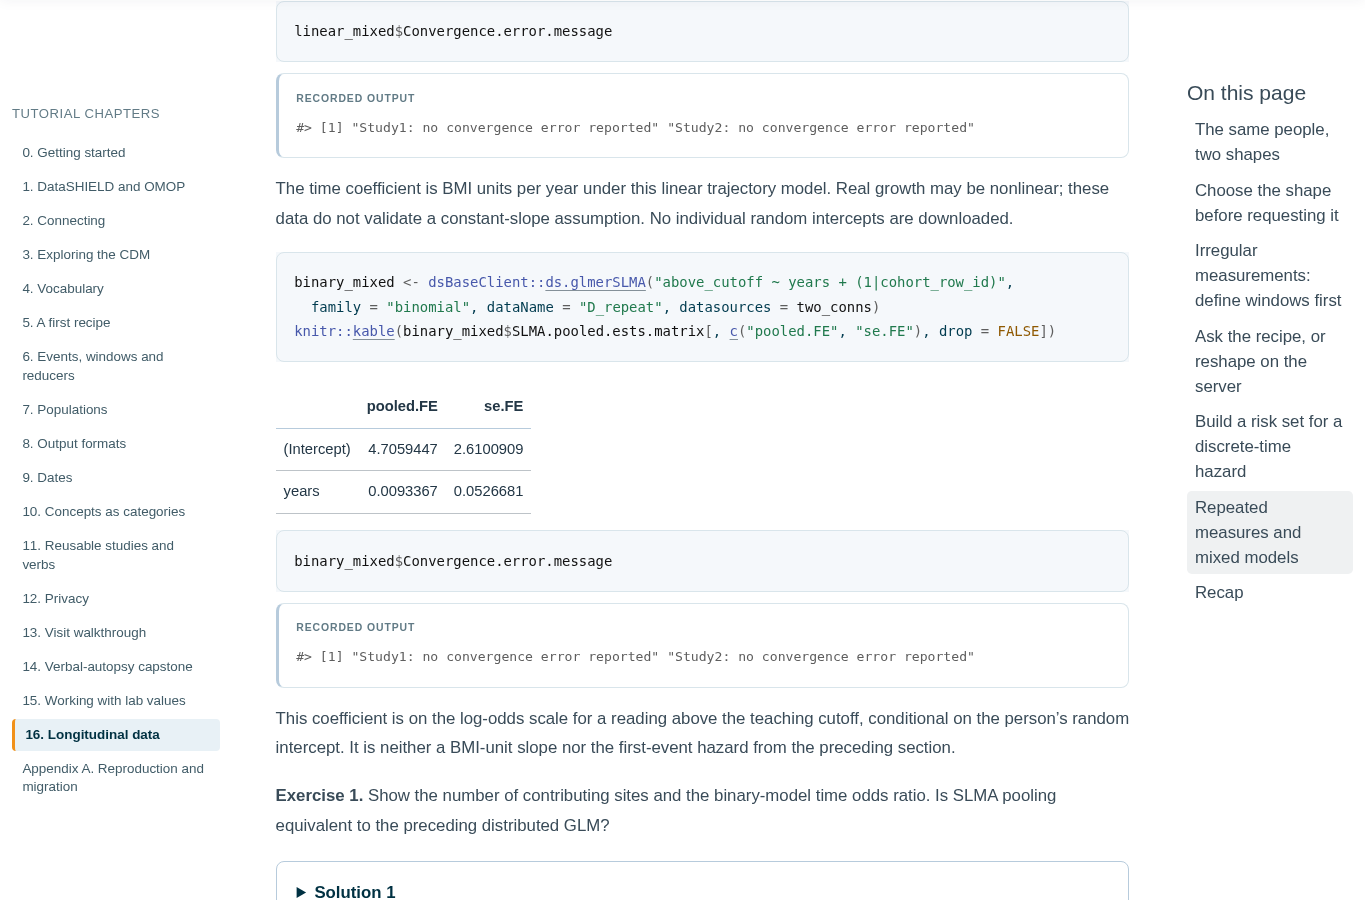 linear_mixed$Convergence.error.message
RECORDED OUTPUT
#> [1] "Study1: no convergence error reported" "Study2: no convergence error reported"
The time coefficient is BMI units per year under this linear trajectory model. Real growth may be nonlinear; these
data do not validate a constant-slope assumption. No individual random intercepts are downloaded.
binary_mixed <- dsBaseClient::ds.glmerSLMA("above_cutoff ~ years + (1|cohort_row_id)",
  family = "binomial", dataName = "D_repeat", datasources = two_conns)
knitr::kable(binary_mixed$SLMA.pooled.ests.matrix[, c("pooled.FE", "se.FE"), drop = FALSE])
pooled.FE se.FE
(Intercept) 4.7059447 2.6100909
years 0.0093367 0.0526681
binary_mixed$Convergence.error.message
RECORDED OUTPUT
#> [1] "Study1: no convergence error reported" "Study2: no convergence error reported"
This coefficient is on the log-odds scale for a reading above the teaching cutoff, conditional on the person's random
intercept. It is neither a BMI-unit slope nor the first-event hazard from the preceding section.
Exercise 1. Show the number of contributing sites and the binary-model time odds ratio. Is SLMA pooling
equivalent to the preceding distributed GLM?
Solution 1
TUTORIAL CHAPTERS
0. Getting started
1. DataSHIELD and OMOP
2. Connecting
3. Exploring the CDM
4. Vocabulary
5. A first recipe
6. Events, windows and
reducers
7. Populations
8. Output formats
9. Dates
10. Concepts as categories
11. Reusable studies and
verbs
12. Privacy
13. Visit walkthrough
14. Verbal-autopsy capstone
15. Working with lab values
16. Longitudinal data
Appendix A. Reproduction and
migration
On this page
The same people,
two shapes
Choose the shape
before requesting it
Irregular
measurements:
define windows first
Ask the recipe, or
reshape on the
server
Build a risk set for a
discrete-time
hazard
Repeated
measures and
mixed models
Recap